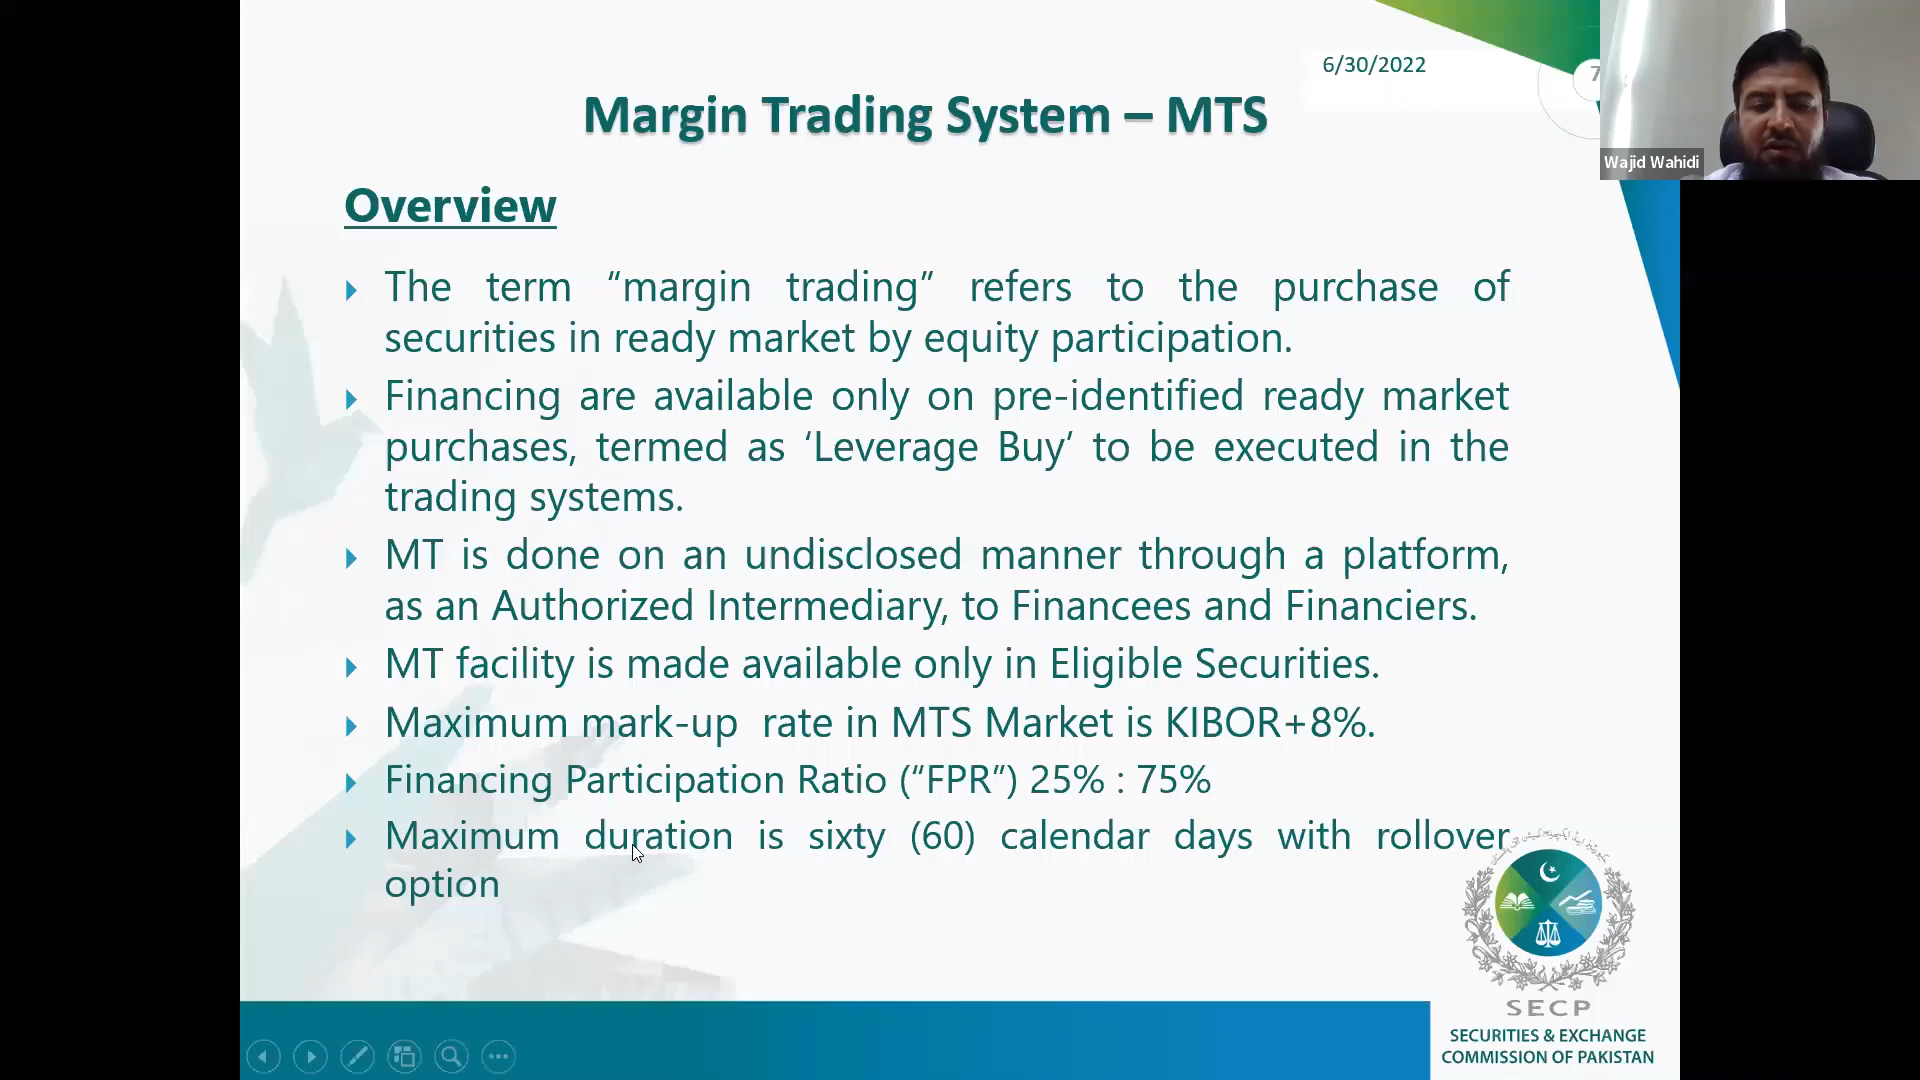 6/30/2022
7
Margin Trading System – MTS
Wajid Wahidi
Overview
The term “margin trading” refers to the purchase of
securities in ready market by equity participation.
Financing are available only on pre-identified ready market
purchases, termed as ‘Leverage Buy’ to be executed in the
trading systems.
MT is done on an undisclosed manner through a platform,
as an Authorized Intermediary, to Financees and Financiers.
MT facility is made available only in Eligible Securities.
Maximum mark-up rate in MTS Market is KIBOR+8%.
Financing Participation Ratio (“FPR”) 25% : 75%
Maximum duration is sixty (60) calendar days with rollover
option
SECP
SECURITIES & EXCHANGE
COMMISSION OF PAKISTAN